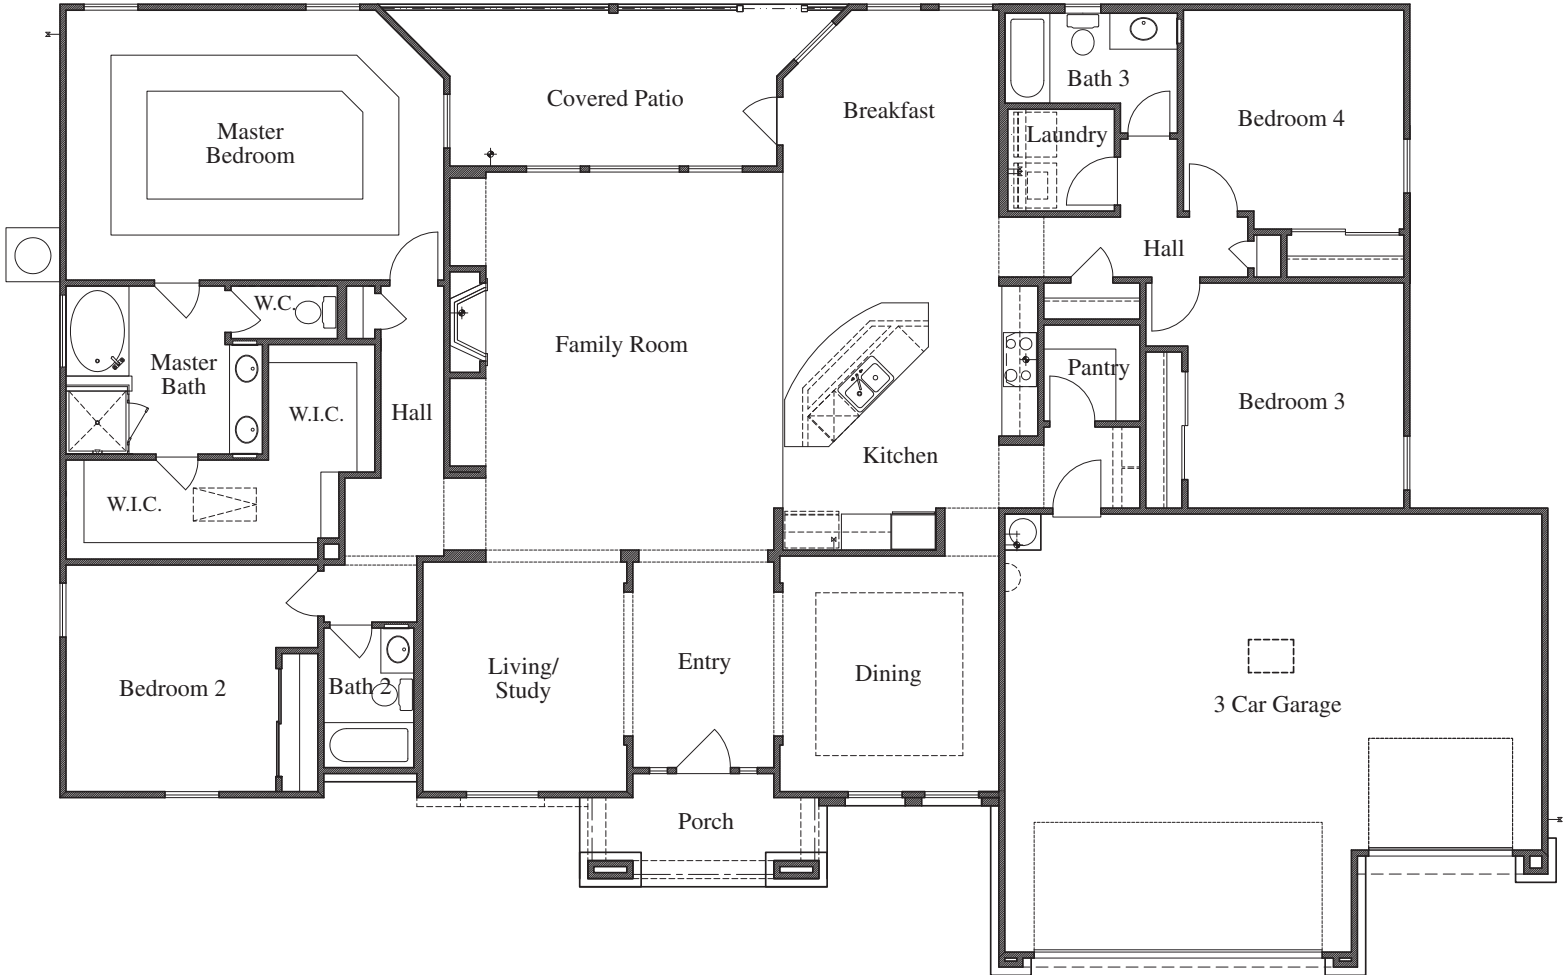 Covered Patio
Master
Bedroom
Breakfast
Bath 3
Laundry
Bedroom 4
Hall
W.C.
Master
Bath
W.I.C.
Hall
Family Room
Pantry
Bedroom 3
Kitchen
W.I.C.
Bedroom 2
Bath 2
Living/
Study
Entry
Dining
3 Car Garage
Porch